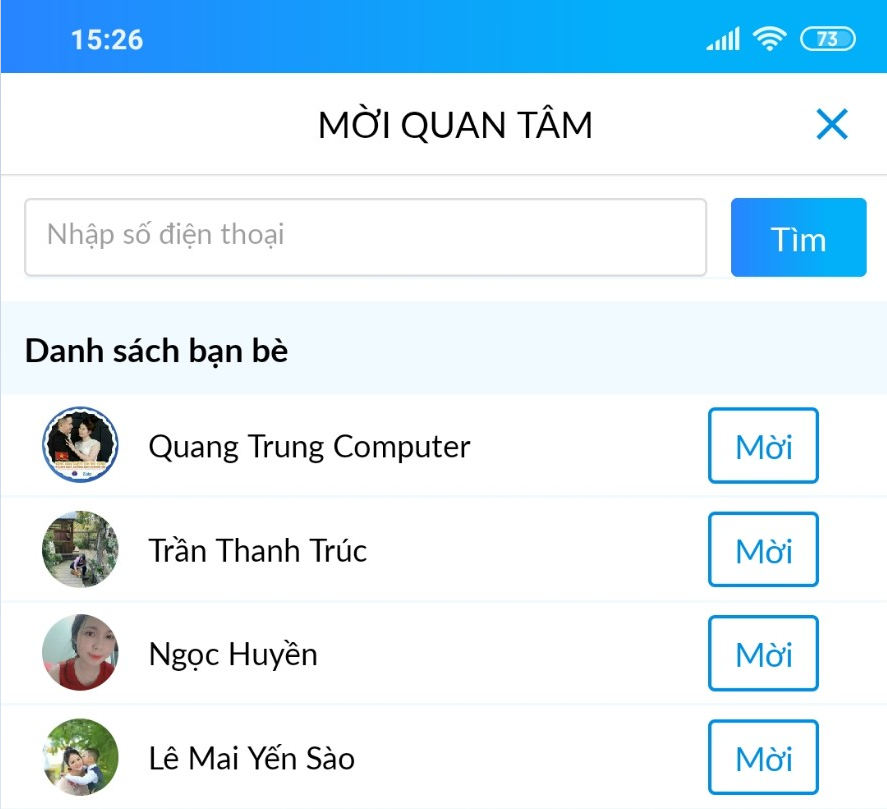 15:26
73
MỜI QUAN TÂM
Nhập số điện thoại
Tìm
Danh sách bạn bè
Quang Trung Computer
Mời
Trần Thanh Trúc
Mời
Ngọc Huyền
Mời
Lê Mai Yến Sào
Mời